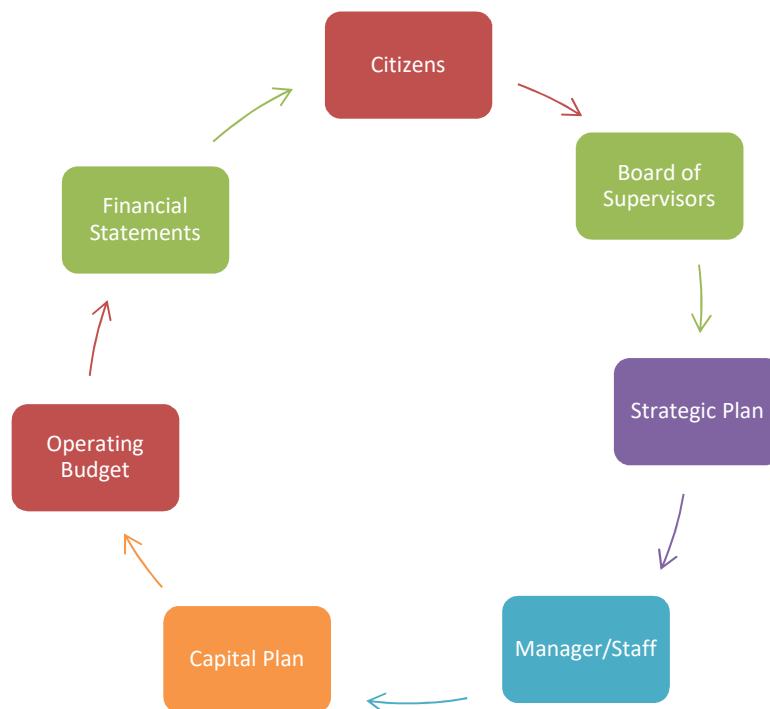 Citizens
Board of
Supervisors
Strategic Plan
Manager/Staff
Capital Plan
Operating
Budget
Financial
Statements